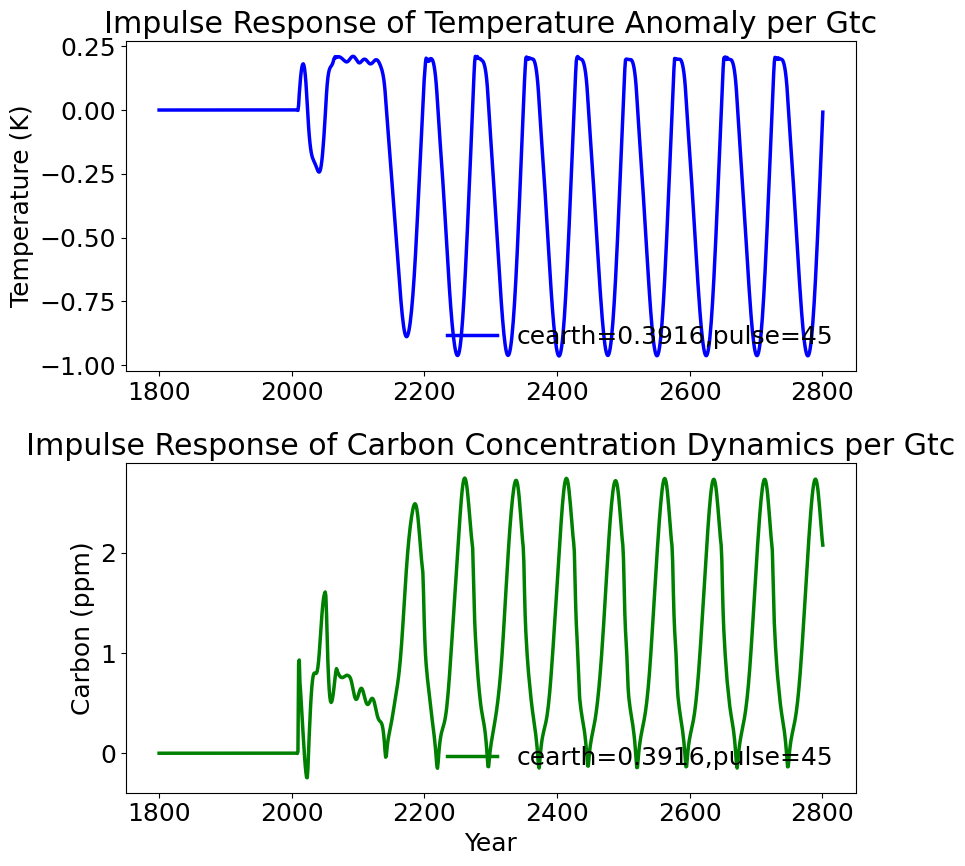 Impulse Response of Temperature Anomaly per Gtc
0.25
0.00
−0.25
−0.50
−0.75
−1.00
Temperature (K)
cearth=0.3916,pulse=45
1800 2000 2200 2400 2600 2800
Impulse Response of Carbon Concentration Dynamics per Gtc
2
1
0
Carbon (ppm)
cearth=0.3916,pulse=45
1800 2000 2200 2400 2600 2800
Year